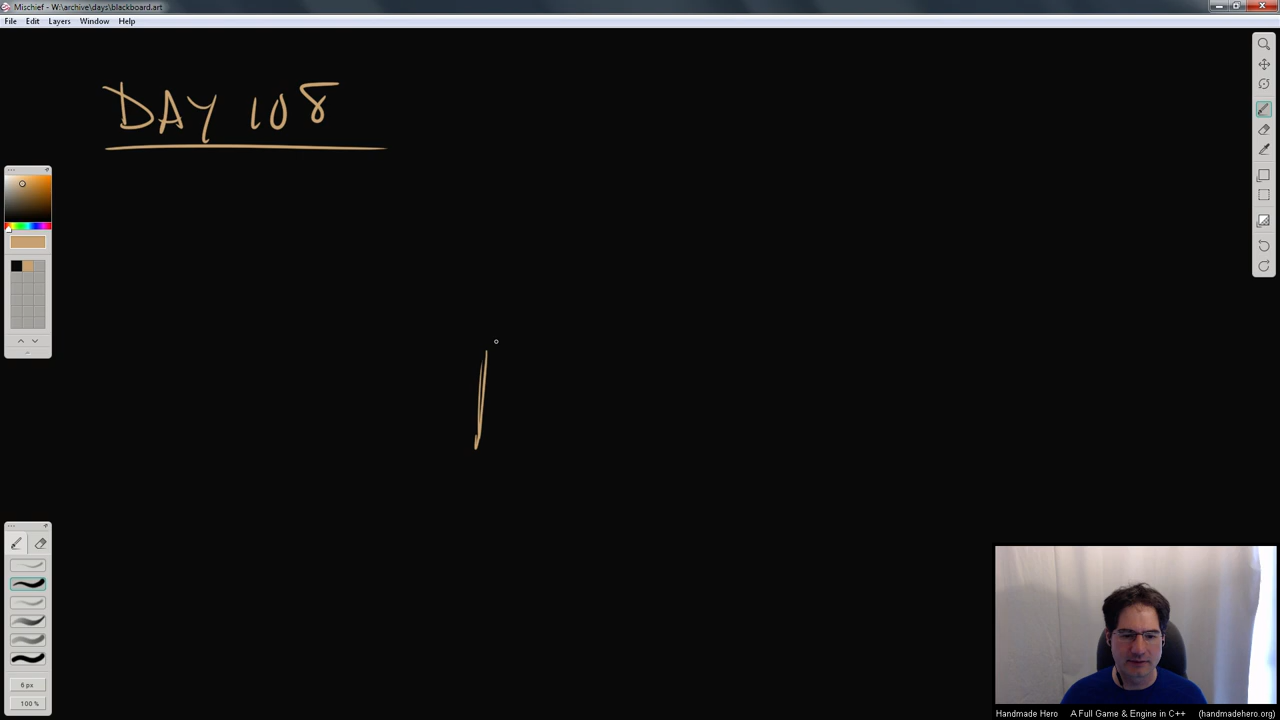 Mischief - W:\archive\days\blackboard.art
File Edit Layers Window Help
DAY 108
6 px
100 %
Handmade Hero A Full Game & Engine in C++ (handmadehero.org)